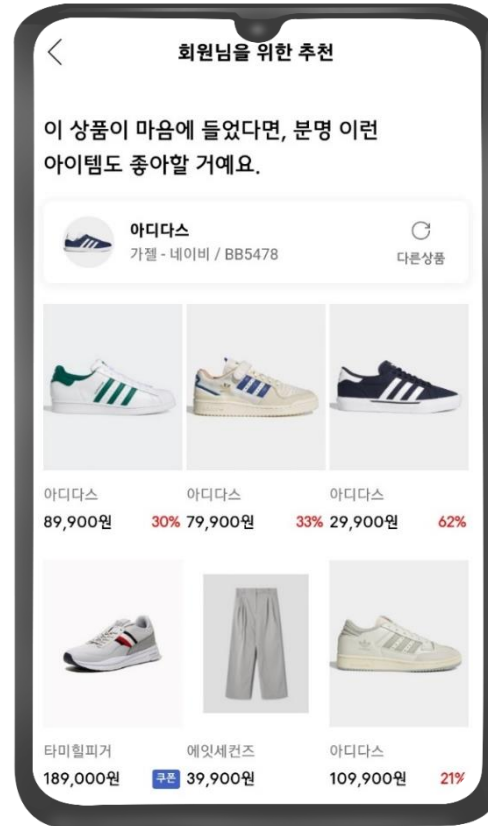 회원님을 위한 추천
이 상품이 마음에 들었다면, 분명 이런
아이템도 좋아할 거예요.
아디다스
가젤 - 네이비 / BB5478
다른상품
아디다스 아디다스 아디다스
89,900원 30% 79,900원 33% 29,900원 62%
타미힐피거 에잇세컨즈 아디다스
189,000원 쿠폰 39,900원 109,900원 21%